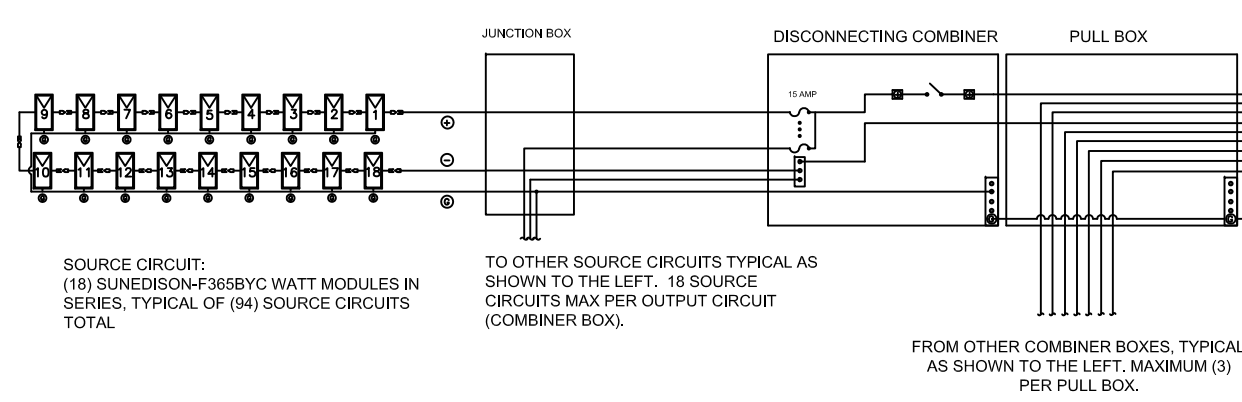 JUNCTION BOX
DISCONNECTING COMBINER
PULL BOX
15 AMP
9 8 7 6 5 4 3 2 1
+
10 11 12 13 14 15 16 17 18
−
G
SOURCE CIRCUIT:
(18) SUNEDISON-F365BYC WATT MODULES IN
SERIES, TYPICAL OF (94) SOURCE CIRCUITS
TOTAL
TO OTHER SOURCE CIRCUITS TYPICAL AS
SHOWN TO THE LEFT. 18 SOURCE
CIRCUITS MAX PER OUTPUT CIRCUIT
(COMBINER BOX).
FROM OTHER COMBINER BOXES, TYPICAL
AS SHOWN TO THE LEFT. MAXIMUM (3)
PER PULL BOX.